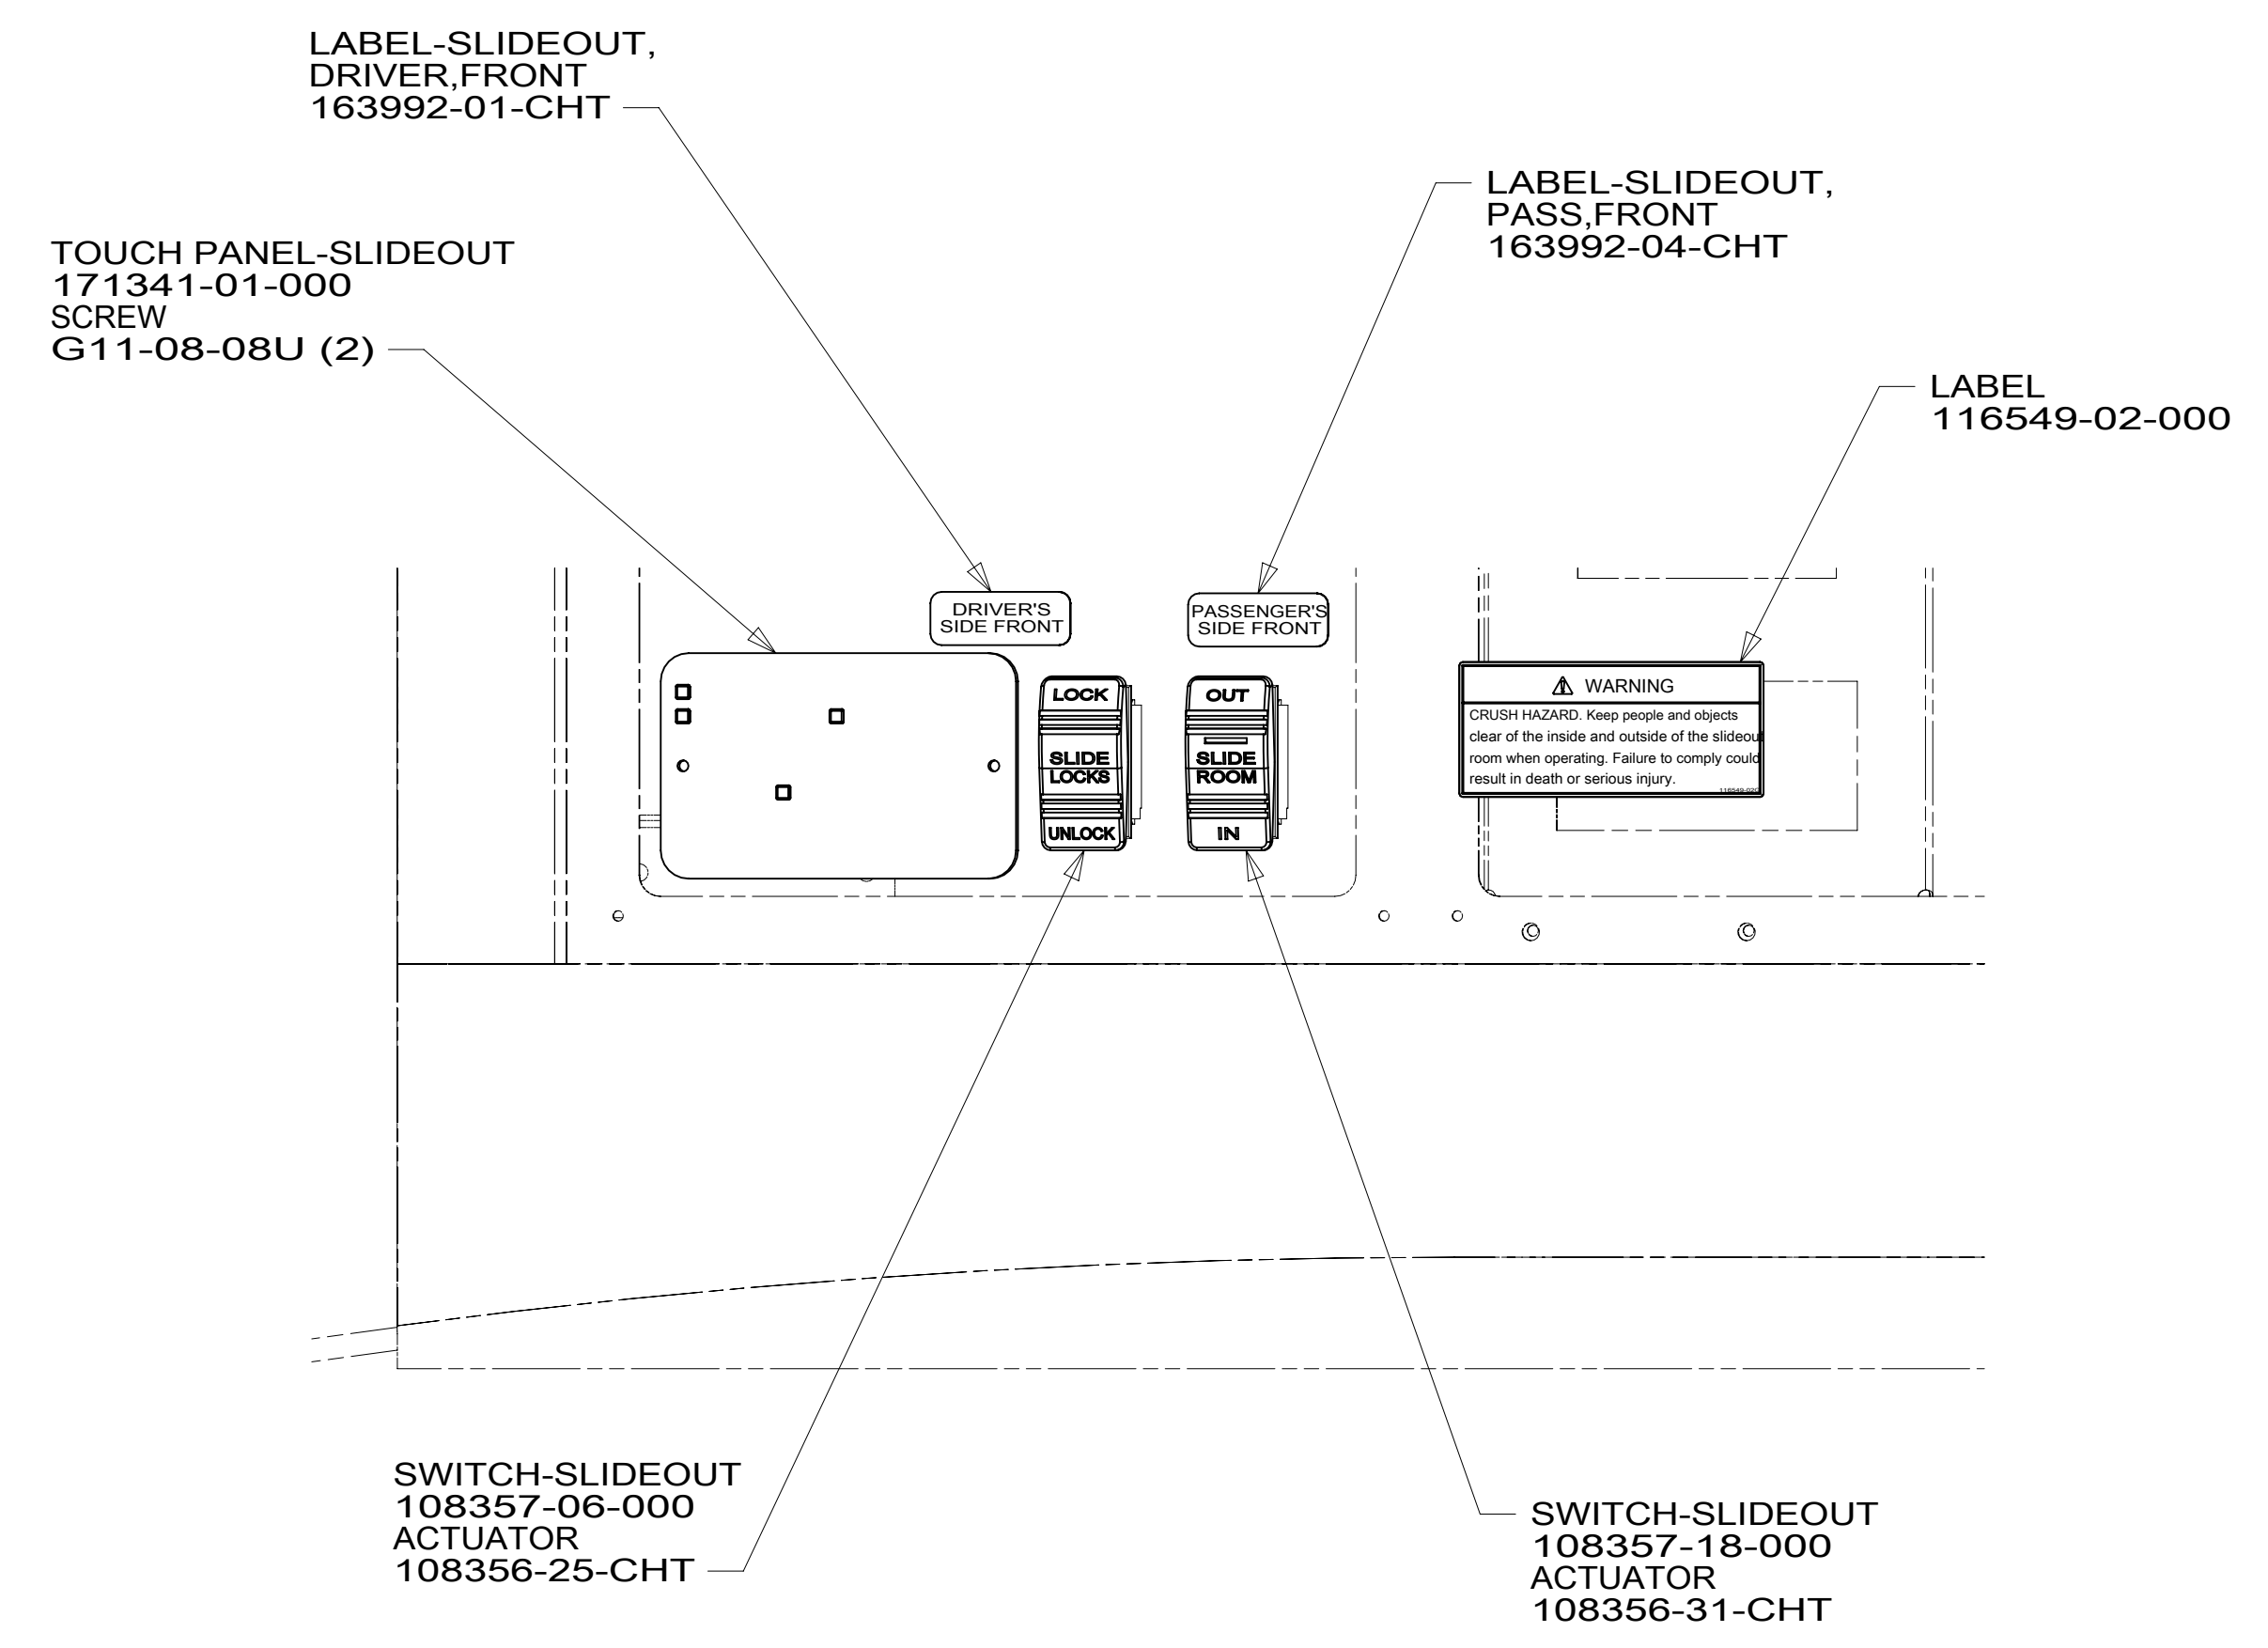 LABEL-SLIDEOUT,
DRIVER,FRONT
163992-01-CHT
LABEL-SLIDEOUT,
PASS,FRONT
163992-04-CHT
TOUCH PANEL-SLIDEOUT
171341-01-000
SCREW
G11-08-08U (2)
LABEL
116549-02-000
DRIVER'S
SIDE FRONT
PASSENGER'S
SIDE FRONT
LOCK
SLIDE
LOCKS
UNLOCK
OUT
SLIDE
ROOM
IN
⚠ WARNING
CRUSH HAZARD. Keep people and objects
clear of the inside and outside of the slideout
room when operating. Failure to comply could
result in death or serious injury.
SWITCH-SLIDEOUT
108357-06-000
ACTUATOR
108356-25-CHT
SWITCH-SLIDEOUT
108357-18-000
ACTUATOR
108356-31-CHT